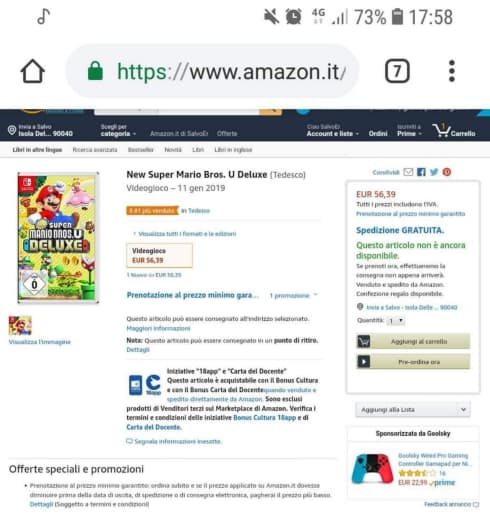 4G 73% 17:58
https://www.amazon.it/
7
Invia a Salvo
Isola Del... 90040
Scegli per
categoria
Amazon.it di SalvoEr
Offerte
Ciao SalvoEr
Account e liste
Ordini
Iscriviti a
Prime
1
Carrello
Libri in altre lingue
Ricerca avanzata
Bestseller
Novità
Libri
Libri in inglese
New Super Mario Bros. U Deluxe (Tedesco)
Videogioco – 11 gen 2019
in Tedesco
Visualizza tutti i formati e le edizioni
Videogioco
EUR 56,39
1 Nuovo da EUR 56,39
Prenotazione al prezzo minimo gara... 1 promozione
Questo articolo può essere consegnato all'indirizzo selezionato.
Maggiori informazioni
Nota: Questo articolo può essere consegnato in un punto di ritiro.
Dettagli
SUPER
MARIO BROS. U
DELUXE
0
Visualizza l'immagine
18app
Iniziative "18app" e "Carta del Docente"
Questo articolo è acquistabile con il Bonus Cultura
e con il Bonus Carta del Docentequando venduto e
spedito direttamente da Amazon. Sono esclusi
prodotti di Venditori terzi sul Marketplace di Amazon. Verifica i
termini e condizioni delle iniziative Bonus Cultura 18app e di
Carta del Docente.
Segnala informazioni inesatte.
Condividi
EUR 56,39
Tutti i prezzi includono l'IVA.
Prenotazione al prezzo minimo garantito
Spedizione GRATUITA.
Questo articolo non è ancora
disponibile.
Se prenoti ora, effettueremo la
consegna non appena arriverà.
Venduto e spedito da Amazon.
Confezione regalo disponibile.
Invia a Salvo - Isola Delle ... 90040
Quantità: 1
Aggiungi al carrello
Pre-ordina ora
Aggiungi alla Lista
Sponsorizzato da Goolsky
Goolsky Wired Pro Gaming
Controller Gamepad per Ni...
16
EUR 22,99 prime
Feedback annuncio
Offerte speciali e promozioni
Prenotazione al prezzo minimo garantito: ordina subito e se il prezzo applicato su Amazon.it dovesse
diminuire prima della data di uscita, di spedizione o di consegna elettronica, pagherai il prezzo più basso.
Dettagli (Soggetto a termini e condizioni)